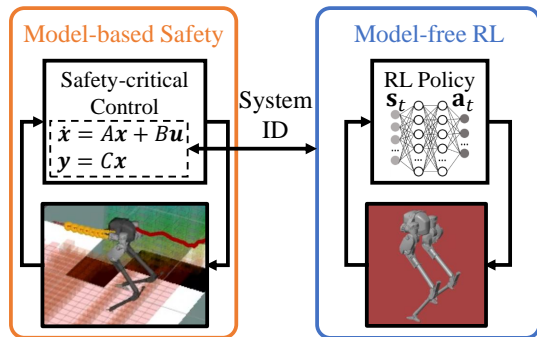 Model-based Safety
Safety-critical
Control
ẋ = Ax + Bu
y = Cx
System
ID
Model-free RL
RL Policy
s_t
a_t
...
...
...
...